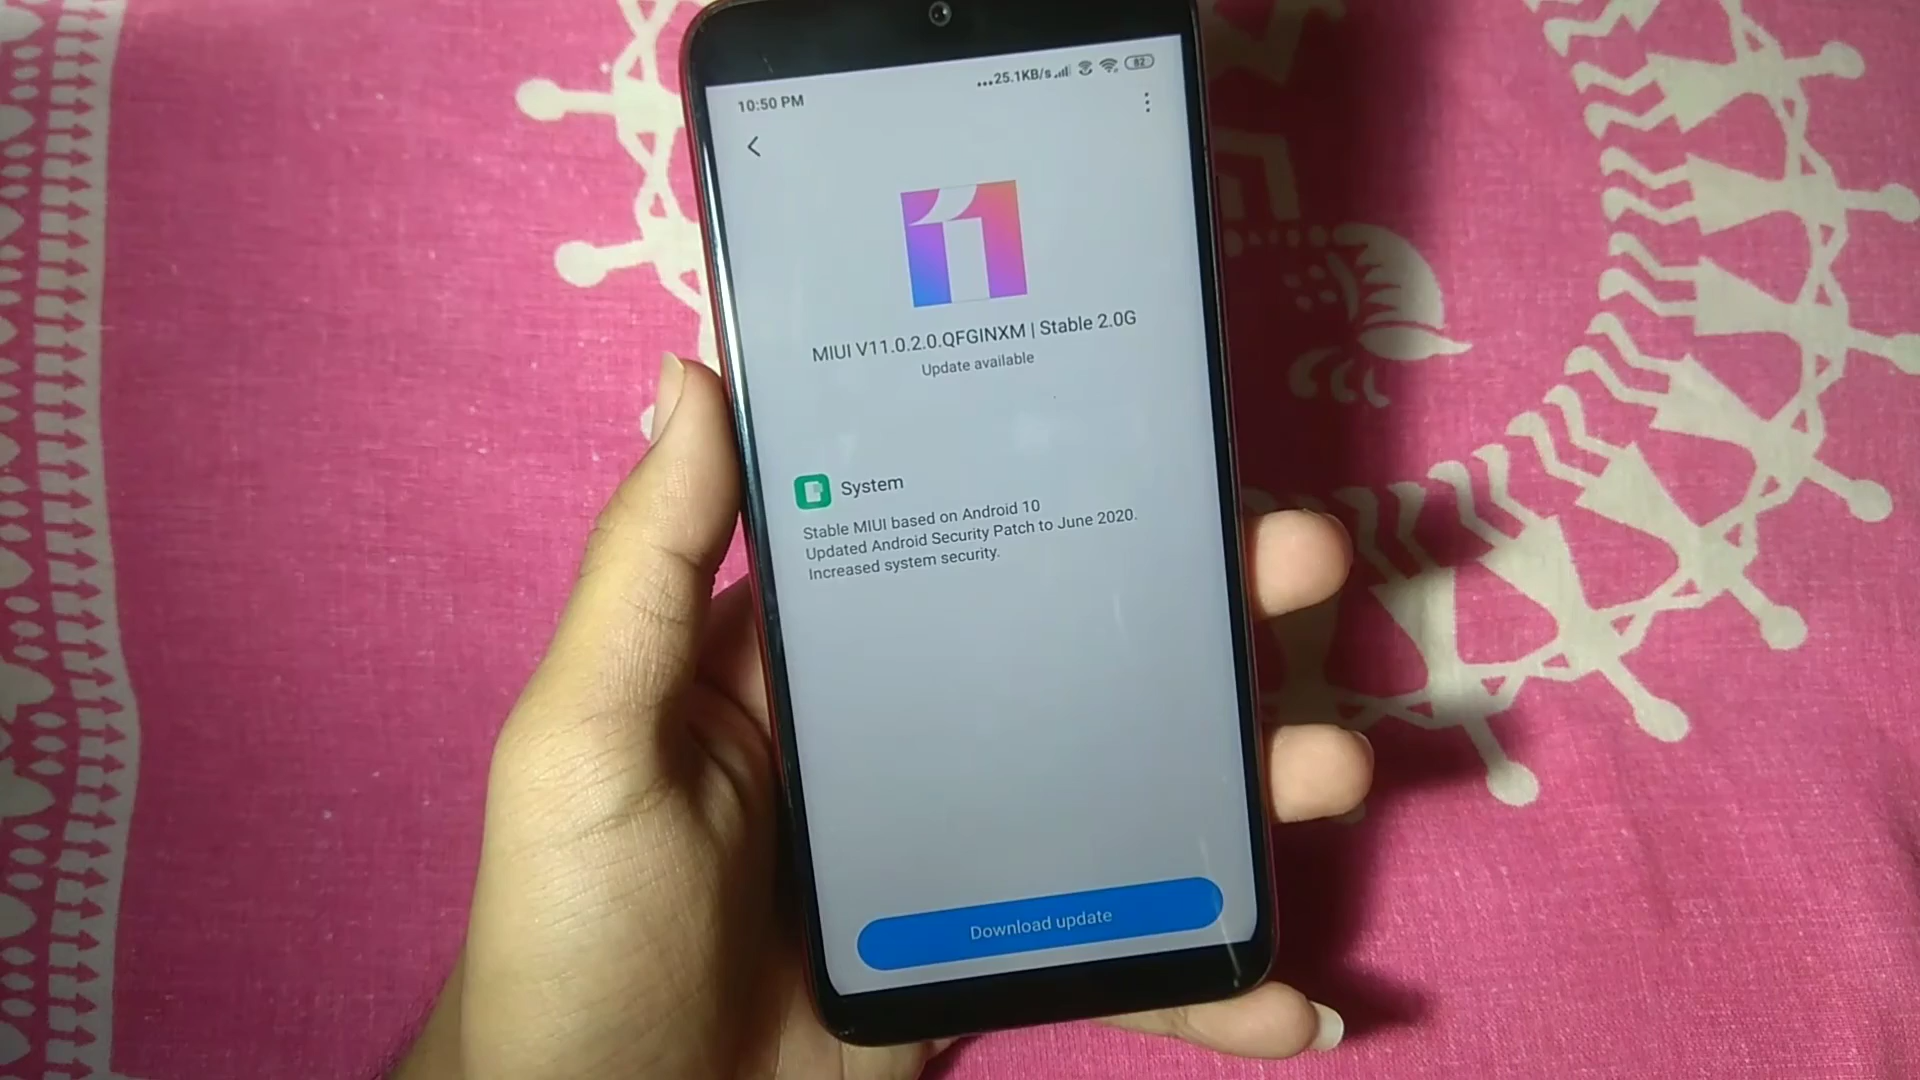 10:50 PM ...25.1KB/s 82
MIUI V11.0.2.0.QFGINXM | Stable 2.0G
Update available
System
Stable MIUI based on Android 10
Updated Android Security Patch to June 2020.
Increased system security.
Download update